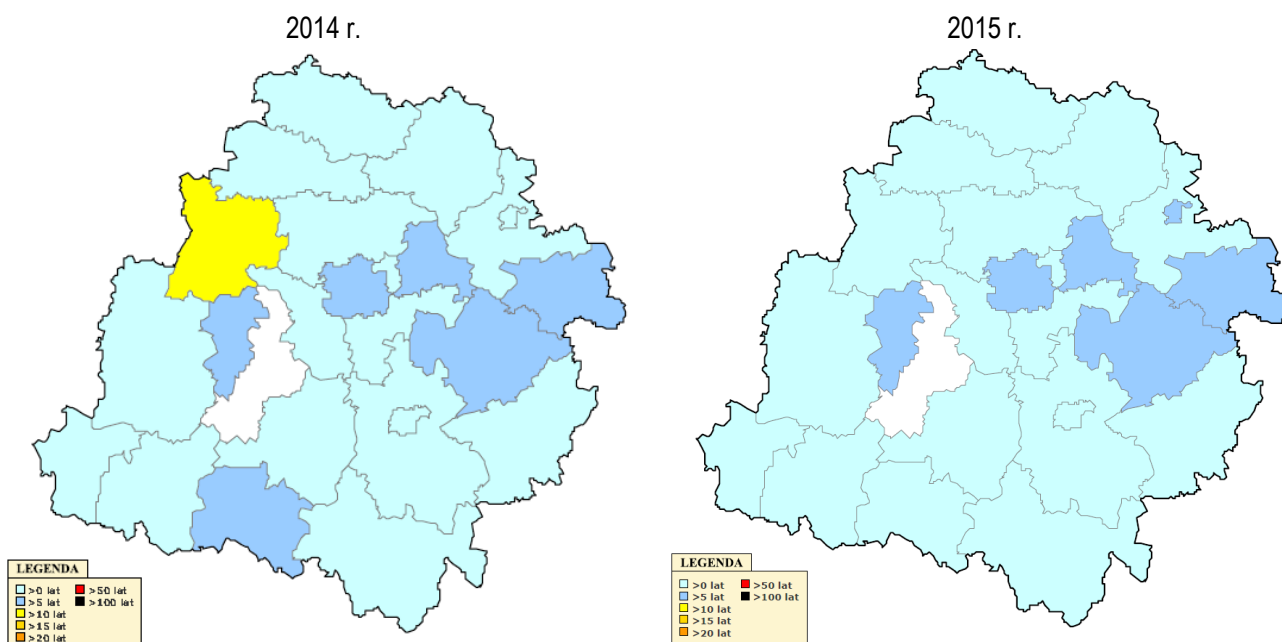 2014 r.
2015 r.
LEGENDA
>0 lat >50 lat
>5 lat >100 lat
>10 lat
>15 lat
>20 lat
LEGENDA
>0 lat >50 lat
>5 lat >100 lat
>10 lat
>15 lat
>20 lat